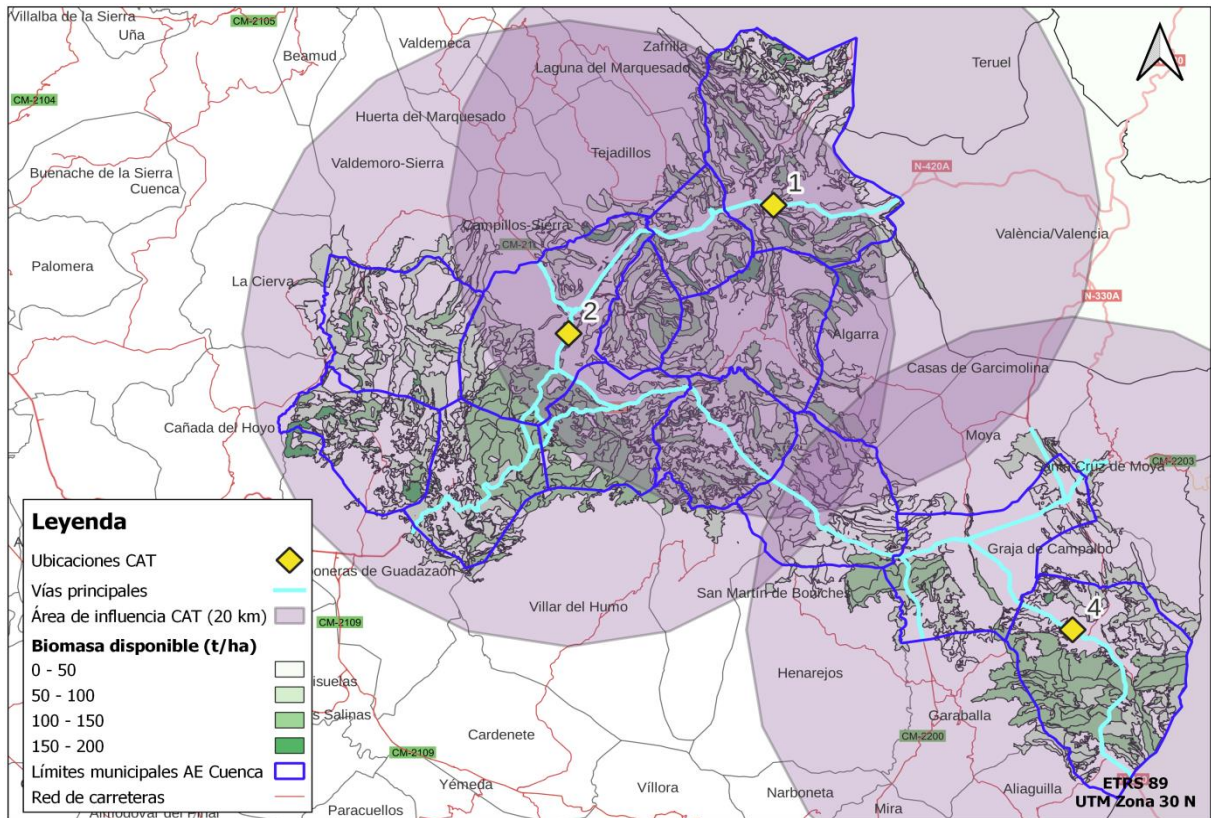 Villalba de la Sierra
CM-2105
Uña
Beamud
Valdemeca
Zafrilla
Laguna del Marquesado
Teruel
CM-2104
Huerta del Marquesado
Tejadillos
Valdemoro-Sierra
Buenache de la Sierra
Cuenca
N-420A
1
València/Valencia
Campillos-Sierra
Palomera
La Cierva
N-330A
2
Algarra
Casas de Garcimolina
Cañada del Hoyo
Moya
Santa Cruz de Moya
CM-2203
Graja de Campalbo
oneras de Guadazaón
Villar del Humo
San Martín de Boniches
4
CM-2109
Henarejos
isuelas
s Salinas
Garaballa
CM-2200
Cardenete
CM-2109
Yémeda
Víllora
Narboneta
Aliaguilla
Mira
Paracuellos
Leyenda
Ubicaciones CAT
Vías principales
Área de influencia CAT (20 km)
Biomasa disponible (t/ha)
0 - 50
50 - 100
100 - 150
150 - 200
Límites municipales AE Cuenca
Red de carreteras
ETRS 89
UTM Zona 30 N